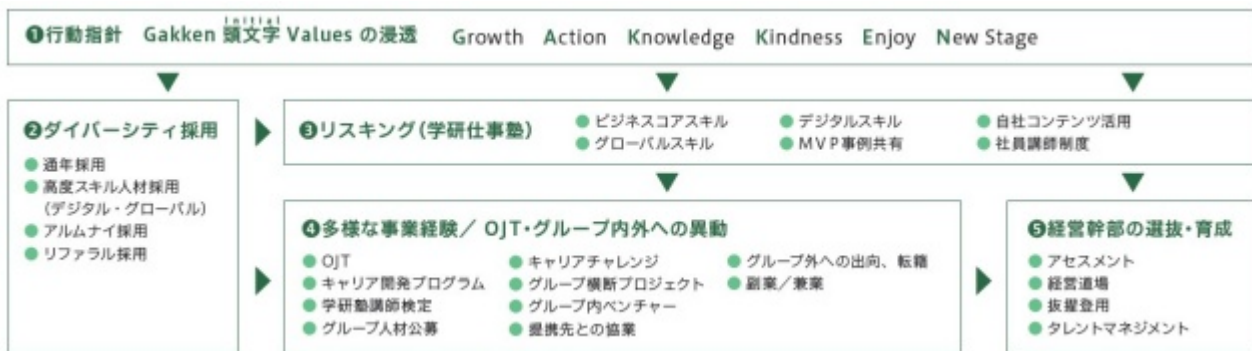 ❶行動指針 Gakken 頭文字 Values の浸透 Growth Action Knowledge Kindness Enjoy New Stage
Initial
❷ダイバーシティ採用
● 通年採用
● 高度スキル人材採用
(デジタル・グローバル)
● アルムナイ採用
● リファラル採用
❸リスキング(学研仕事塾)
● ビジネスコアスキル
● グローバルスキル
● デジタルスキル
● MVP事例共有
● 自社コンテンツ活用
● 社員講師制度
❹多様な事業経験/ OJT・グループ内外への異動
● OJT
● キャリア開発プログラム
● 学研塾講師検定
● グループ人材公募
● キャリアチャレンジ
● グループ横断プロジェクト
● グループ内ベンチャー
● 提携先との協業
● グループ外への出向、転籍
● 副業/兼業
❺経営幹部の選抜・育成
● アセスメント
● 経営道場
● 抜擢登用
● タレントマネジメント